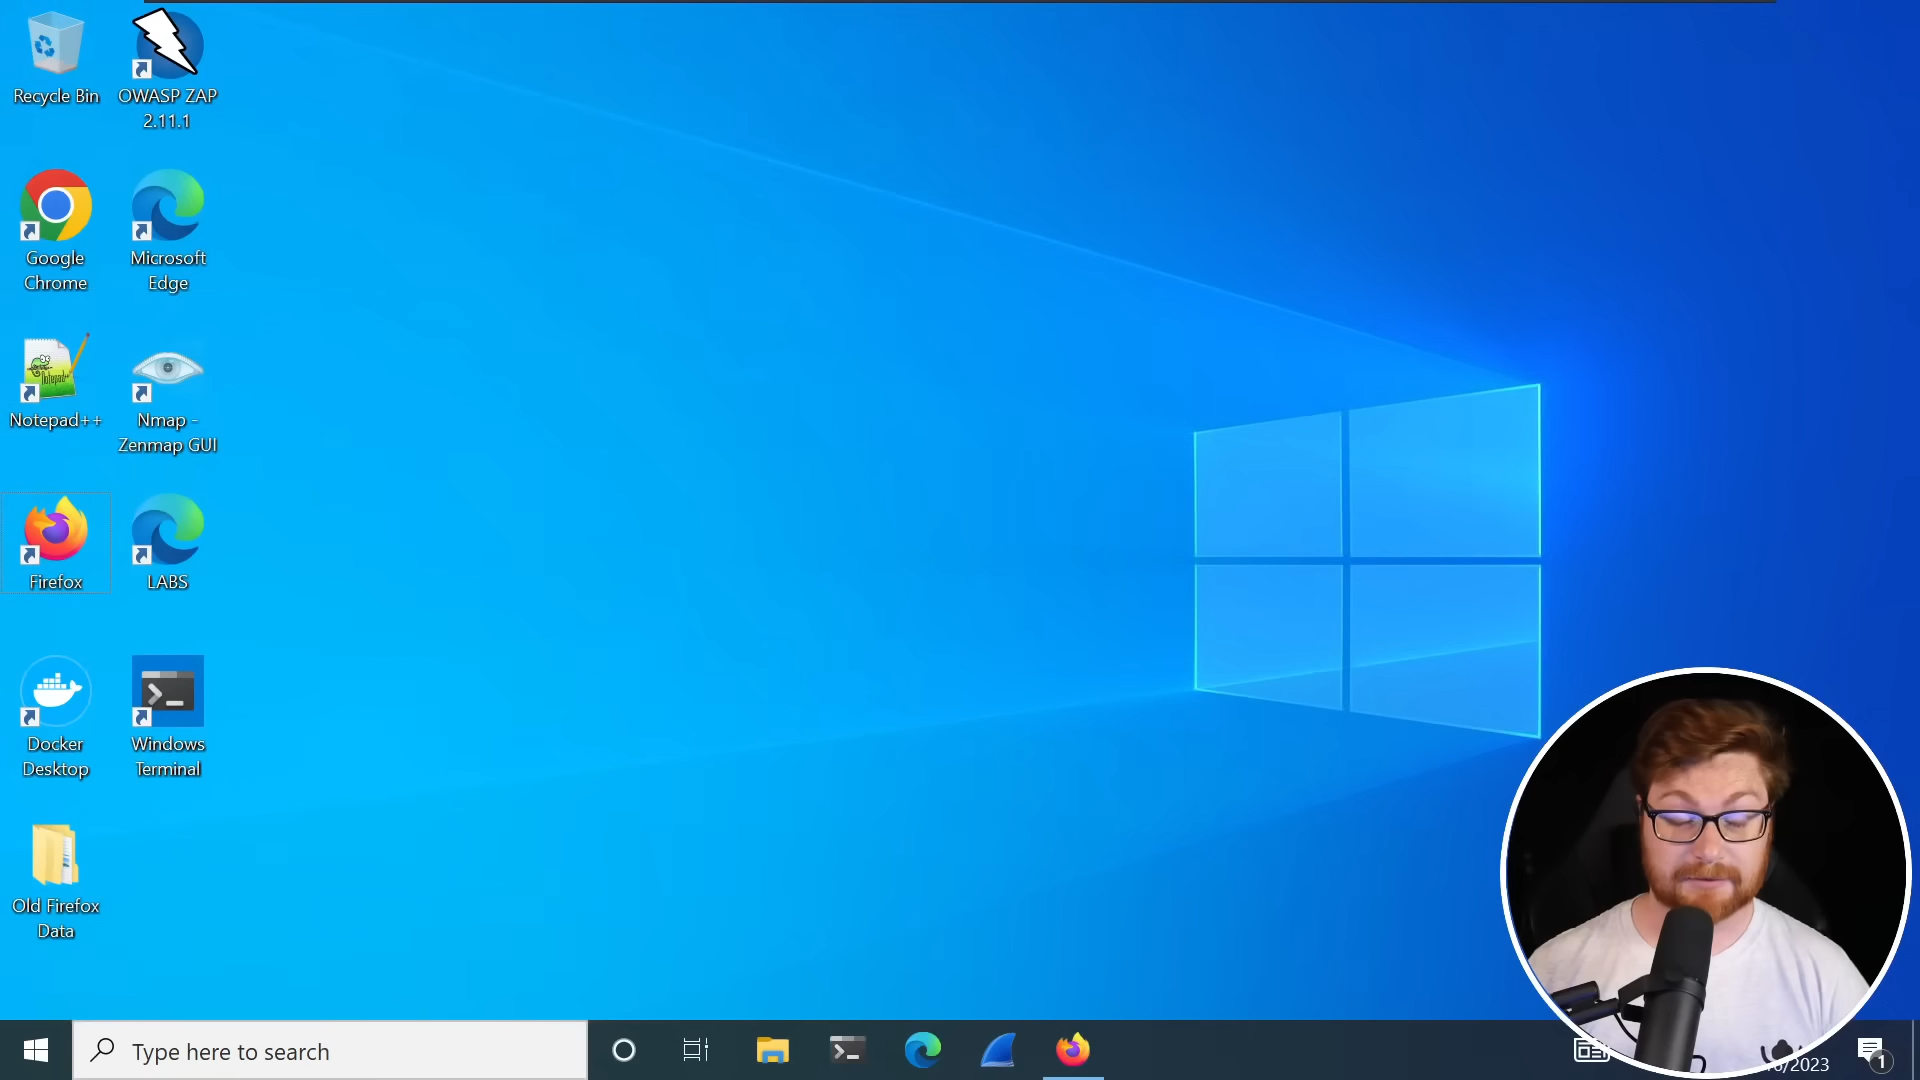 Recycle Bin
OWASP ZAP
2.11.1
Google
Chrome
Microsoft
Edge
Notepad++
Nmap -
Zenmap GUI
Firefox
LABS
Docker
Desktop
Windows
Terminal
Old Firefox
Data
Type here to search
/2023
1